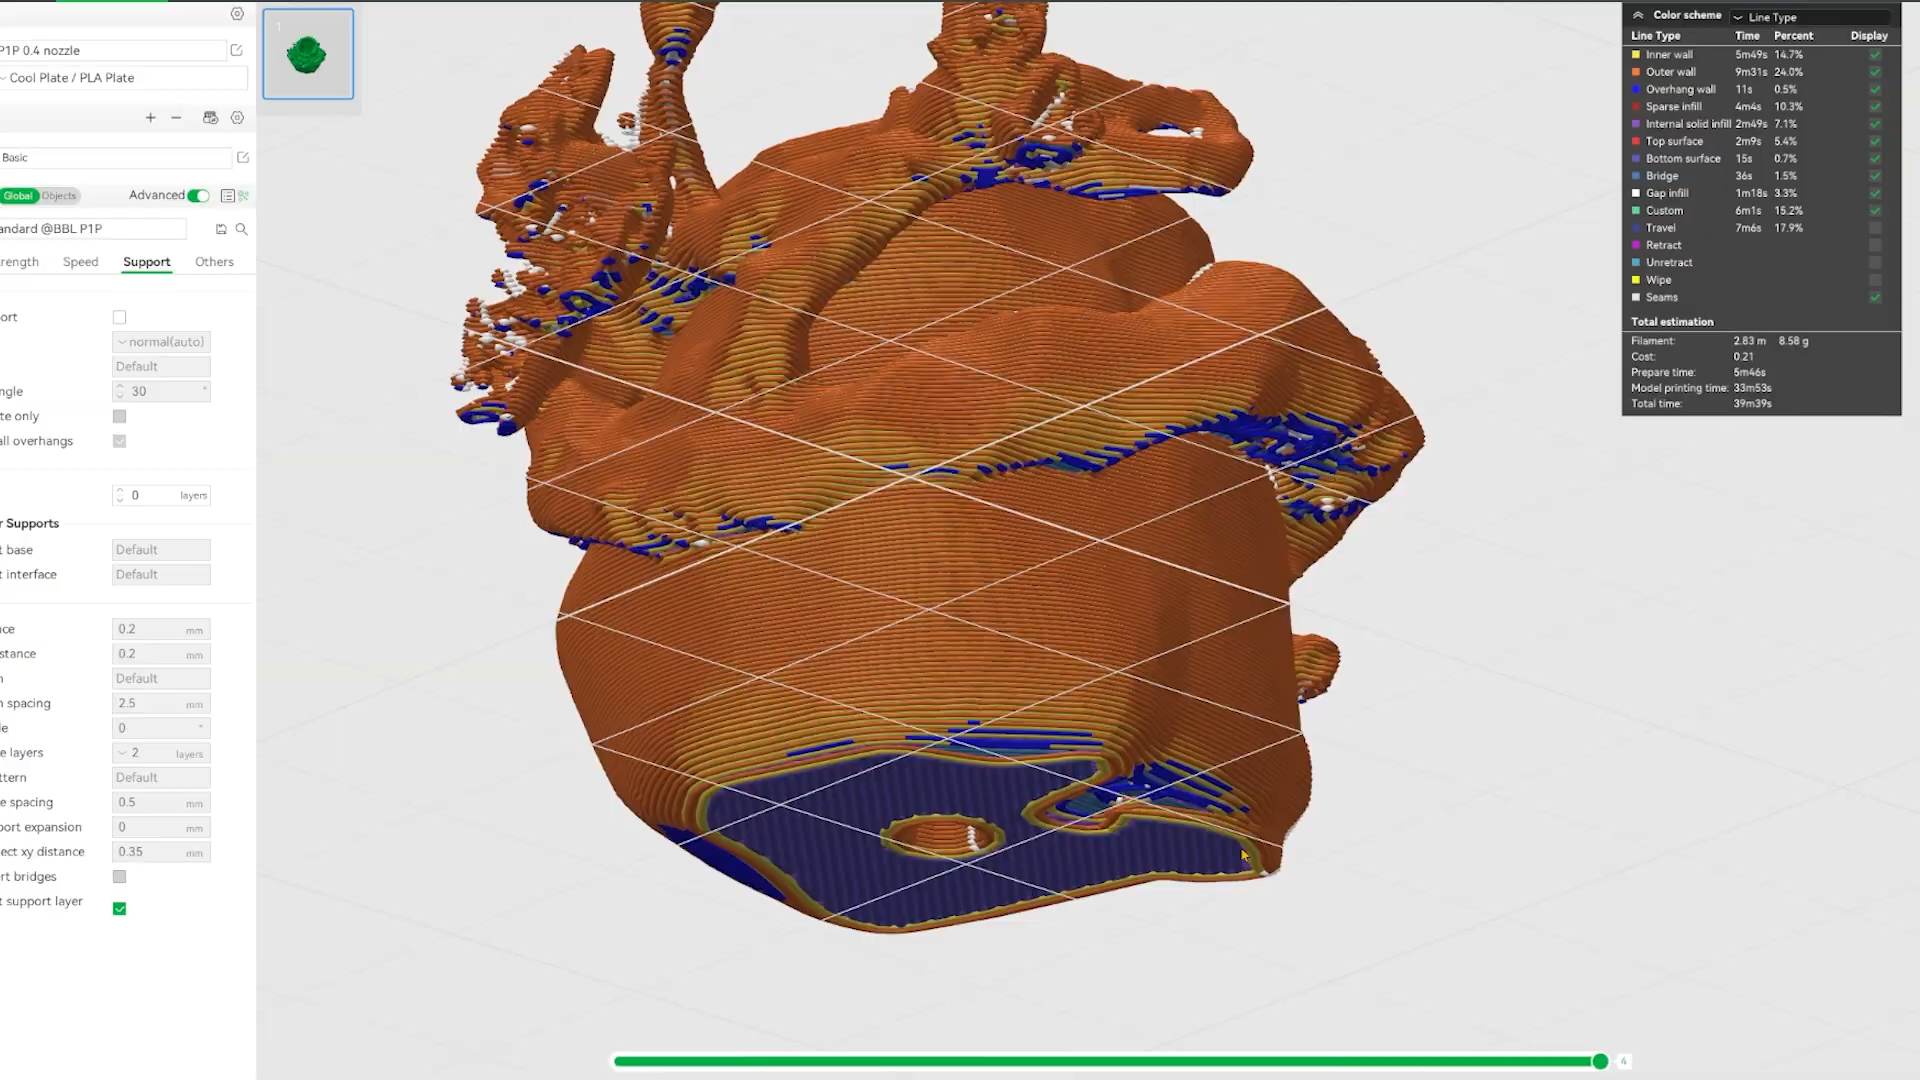 P1P 0.4 nozzle
Cool Plate / PLA Plate
Basic
Global Objects Advanced
andard @BBL P1P
rength Speed Support Others
ort
normal(auto)
Default
ngle 30 °
te only
all overhangs
0 layers
r Supports
t base Default
t interface Default
ce 0.2 mm
stance 0.2 mm
n Default
n spacing 2.5 mm
le 0 °
e layers 2 layers
ttern Default
e spacing 0.5 mm
port expansion 0 mm
ect xy distance 0.35 mm
rt bridges
t support layer
1
Color scheme Line Type
Line Type Time Percent Display
Inner wall 5m49s 14.7%
Outer wall 9m31s 24.0%
Overhang wall 11s 0.5%
Sparse infill 4m4s 10.3%
Internal solid infill 2m49s 7.1%
Top surface 2m9s 5.4%
Bottom surface 15s 0.7%
Bridge 36s 1.5%
Gap infill 1m18s 3.3%
Custom 6m1s 15.2%
Travel 7m6s 17.9%
Retract
Unretract
Wipe
Seams
Total estimation
Filament: 2.83 m 8.58 g
Cost: 0.21
Prepare time: 5m46s
Model printing time: 33m53s
Total time: 39m39s
4